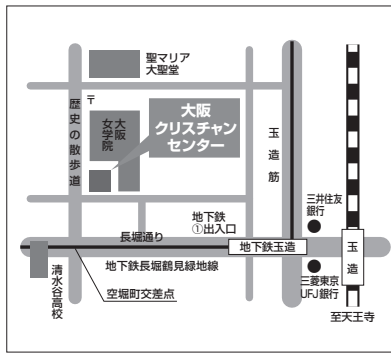 聖マリア
大聖堂
〒
歴史の散歩道
大阪
女学院
大阪
クリスチャン
センター
玉造筋
三井住友
銀行
地下鉄
①出入口
長堀通り
地下鉄玉造
玉造
清水谷高校
地下鉄長堀鶴見緑地線
空堀町交差点
三菱東京
UFJ銀行
至天王寺